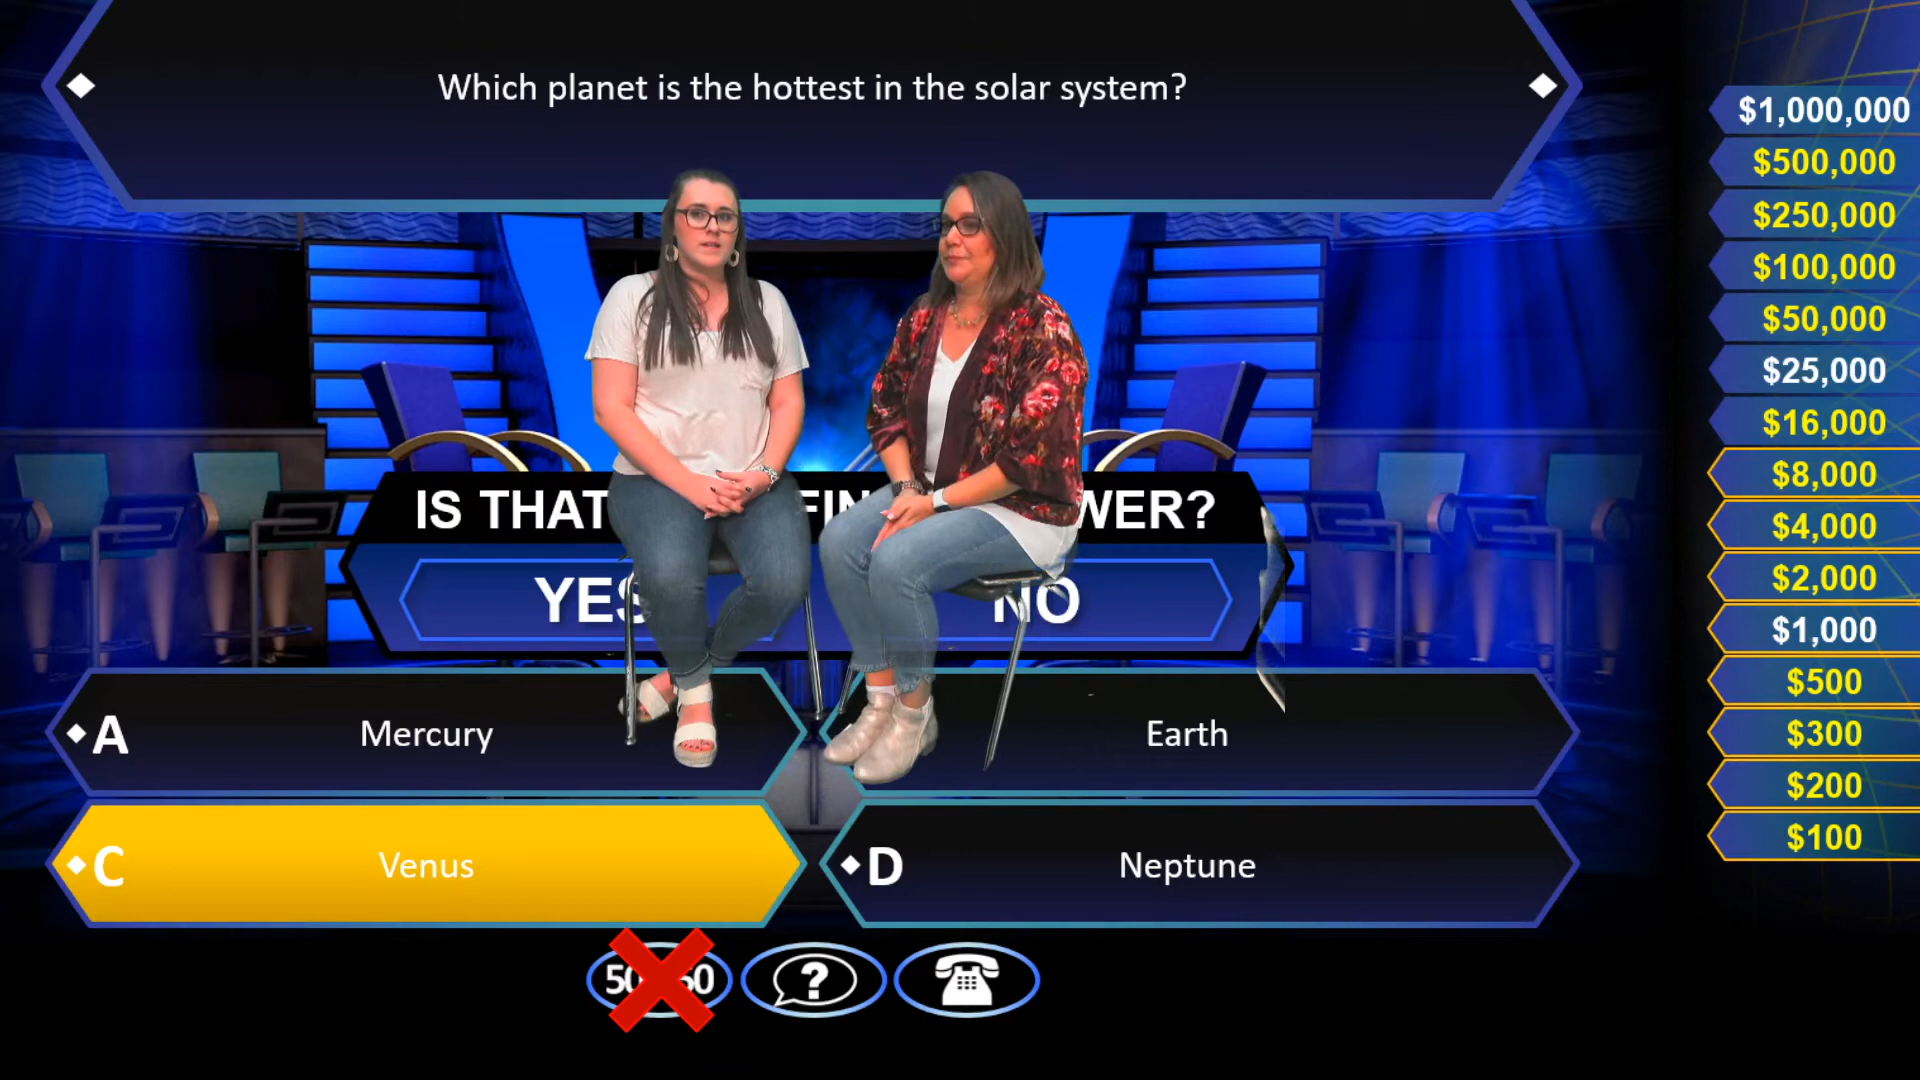 Which planet is the hottest in the solar system?
$1,000,000
$500,000
$250,000
$100,000
$50,000
$25,000
$16,000
$8,000
$4,000
$2,000
$1,000
$500
$300
$200
$100
IS THAT
YES
NO
A Mercury
Earth
C Venus
D Neptune
?